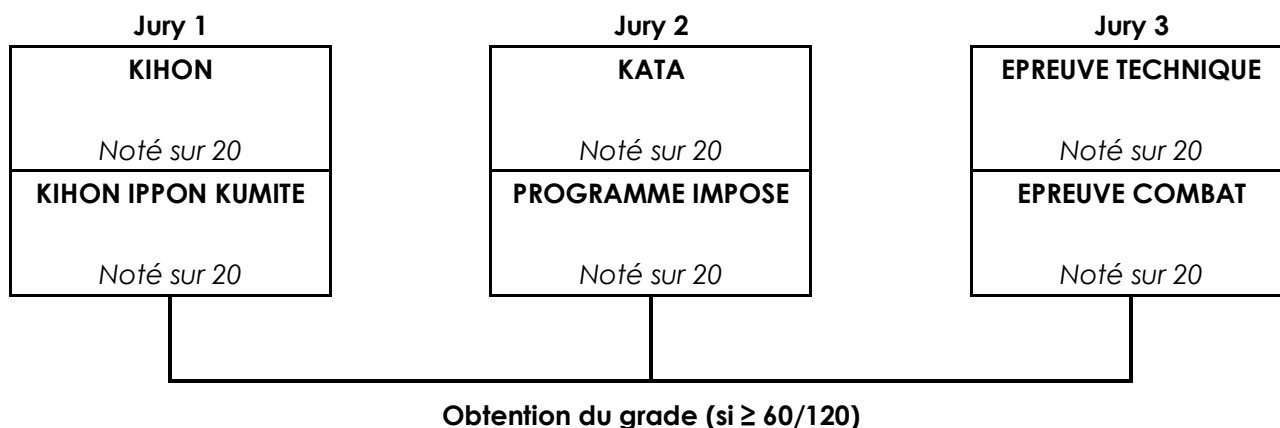 Jury 1
KIHON
Noté sur 20
KIHON IPPON KUMITE
Noté sur 20
Jury 2
KATA
Noté sur 20
PROGRAMME IMPOSE
Noté sur 20
Jury 3
EPREUVE TECHNIQUE
Noté sur 20
EPREUVE COMBAT
Noté sur 20
Obtention du grade (si ≥ 60/120)